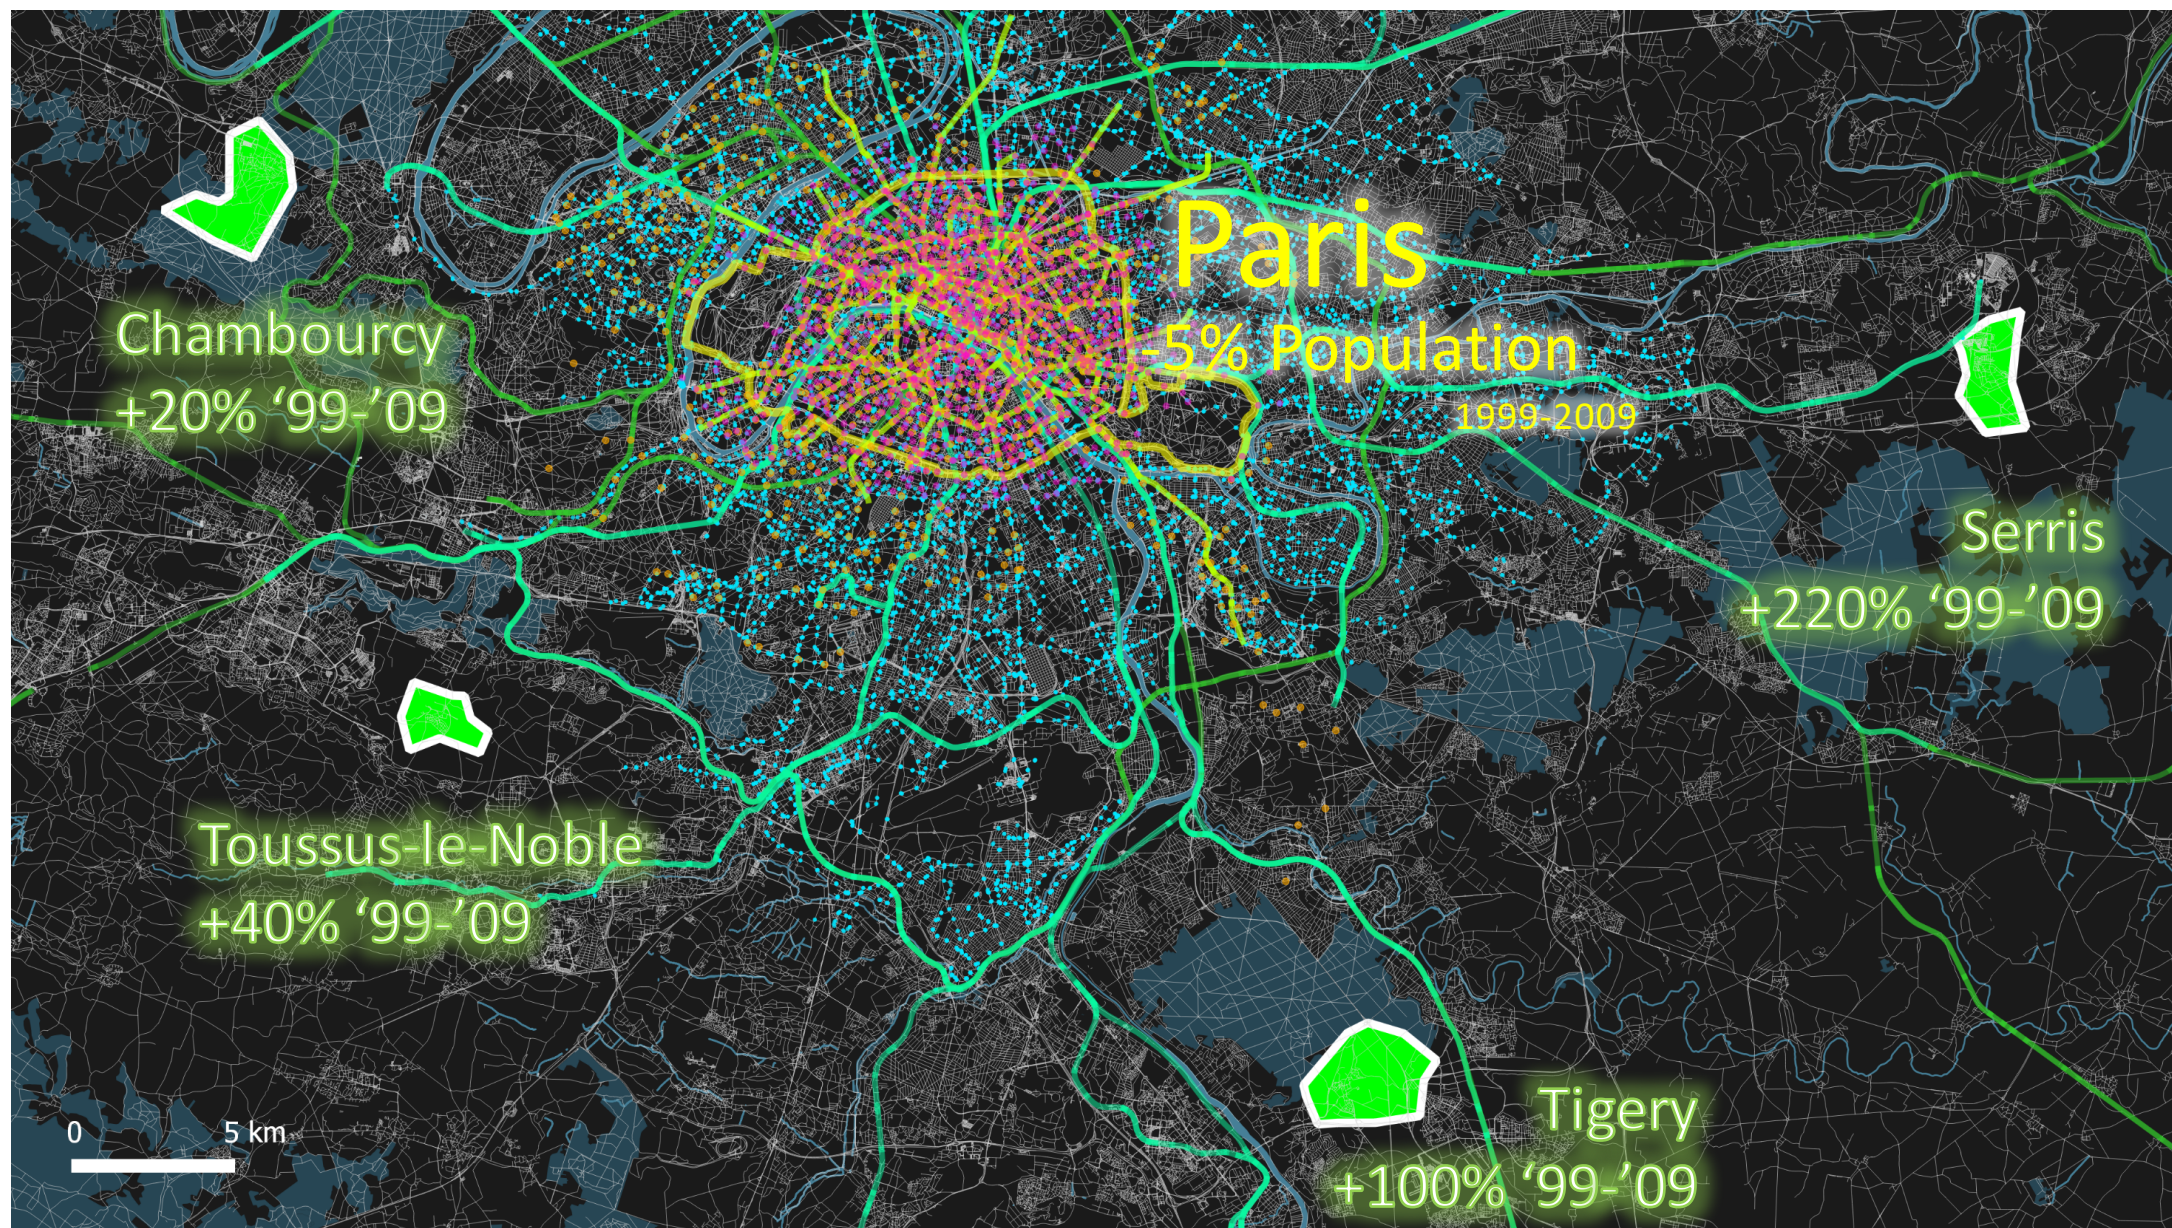 Paris
-5% Population
1999-2009
Chambourcy
+20% ‘99-’09
Serris
+220% ‘99-’09
Toussus-le-Noble
+40% ‘99-’09
Tigery
+100% ‘99-’09
0 5 km